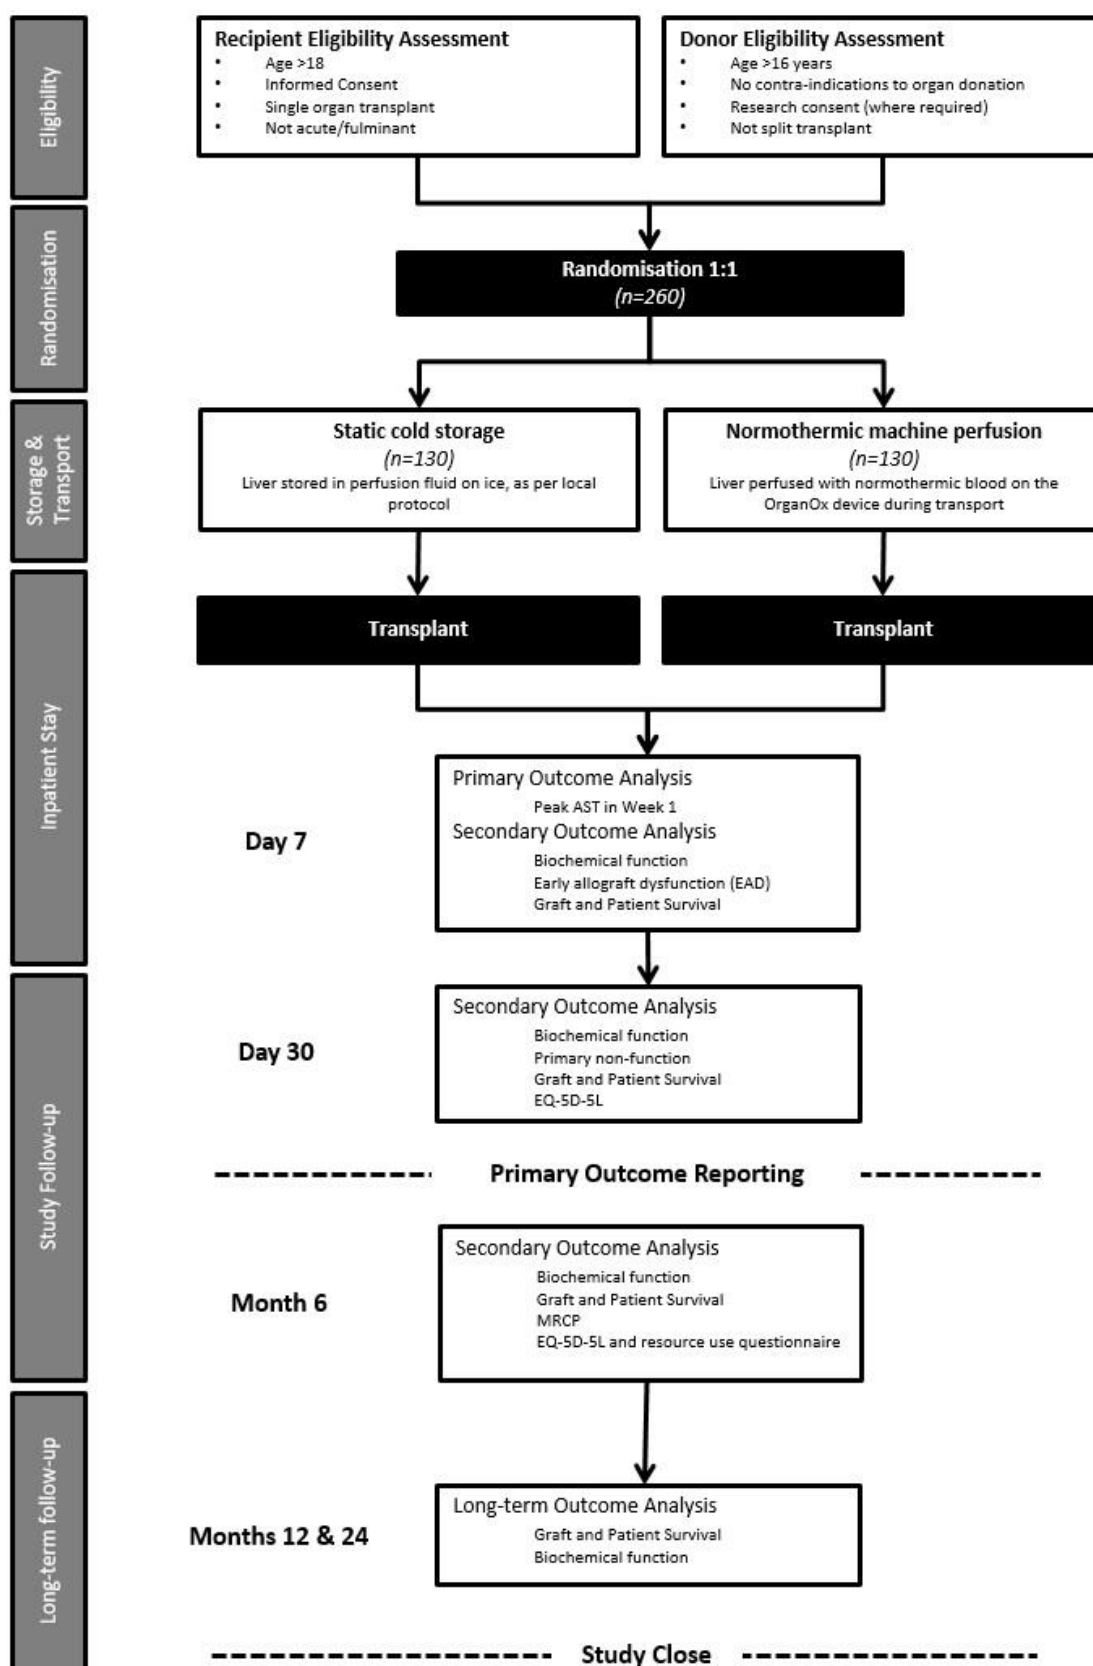 Eligibility
Recipient Eligibility Assessment
• Age >18
• Informed Consent
• Single organ transplant
• Not acute/fulminant
Donor Eligibility Assessment
• Age >16 years
• No contra-indications to organ donation
• Research consent (where required)
• Not split transplant
Randomisation
Randomisation 1:1
(n=260)
Storage &
Transport
Static cold storage
(n=130)
Liver stored in perfusion fluid on ice, as per local
protocol
Normothermic machine perfusion
(n=130)
Liver perfused with normothermic blood on the
OrganOx device during transport
Inpatient Stay
Transplant
Transplant
Day 7
Primary Outcome Analysis
Peak AST in Week 1
Secondary Outcome Analysis
Biochemical function
Early allograft dysfunction (EAD)
Graft and Patient Survival
Study Follow-up
Day 30
Secondary Outcome Analysis
Biochemical function
Primary non-function
Graft and Patient Survival
EQ-5D-5L
Primary Outcome Reporting
Month 6
Secondary Outcome Analysis
Biochemical function
Graft and Patient Survival
MRCP
EQ-5D-5L and resource use questionnaire
Long-term follow-up
Months 12 & 24
Long-term Outcome Analysis
Graft and Patient Survival
Biochemical function
Study Close